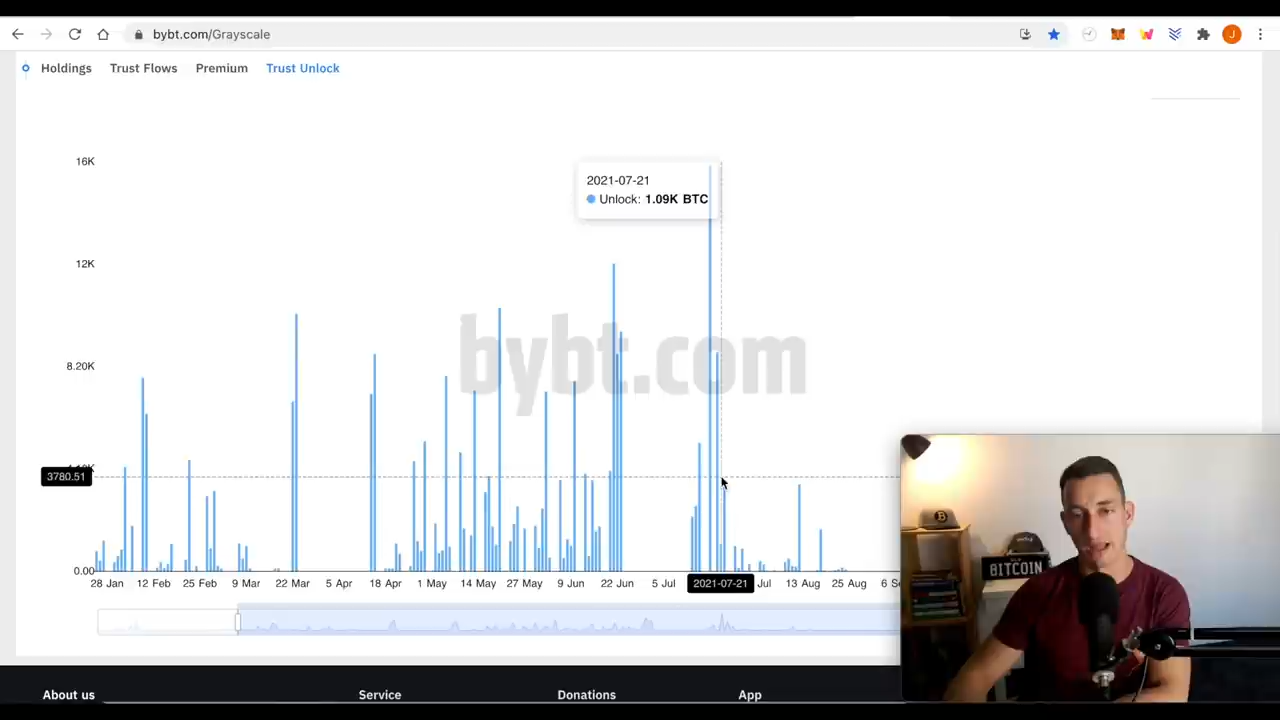 bybt.com/Grayscale
J
Holdings Trust Flows Premium Trust Unlock
16K
2021-07-21
Unlock: 1.09K BTC
12K
8.20K
bybt.com
3780.51
0.00
28 Jan 12 Feb 25 Feb 9 Mar 22 Mar 5 Apr 18 Apr 1 May 14 May 27 May 9 Jun 22 Jun 5 Jul 2021-07-21 Jul 13 Aug 25 Aug 6 Se
BITCOIN
About us Service Donations App